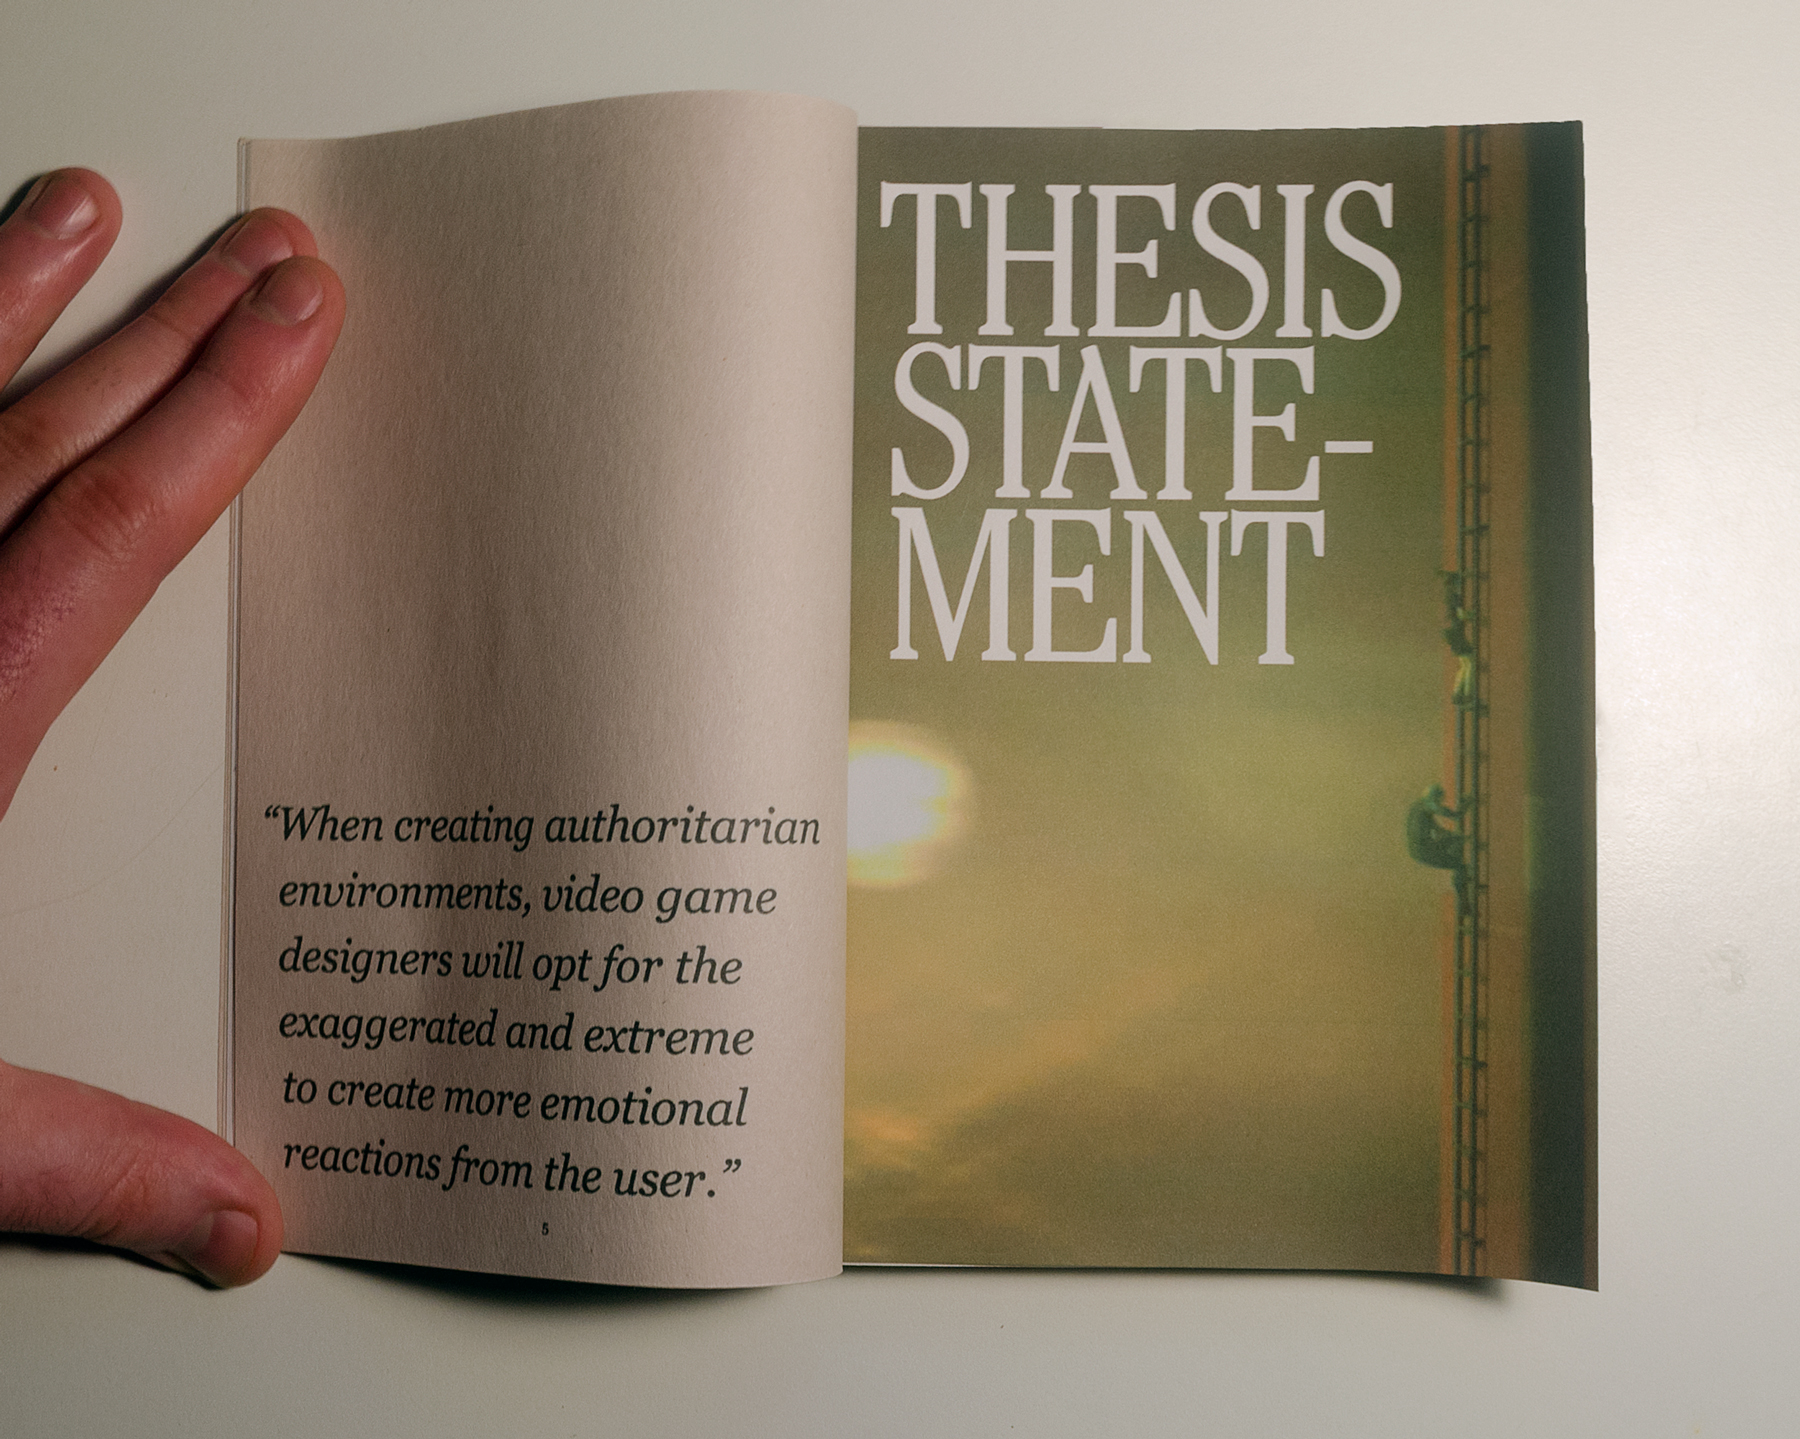 “When creating authoritarian
environments, video game
designers will opt for the
exaggerated and extreme
to create more emotional
reactions from the user.”
5
THESIS
STATE-
MENT